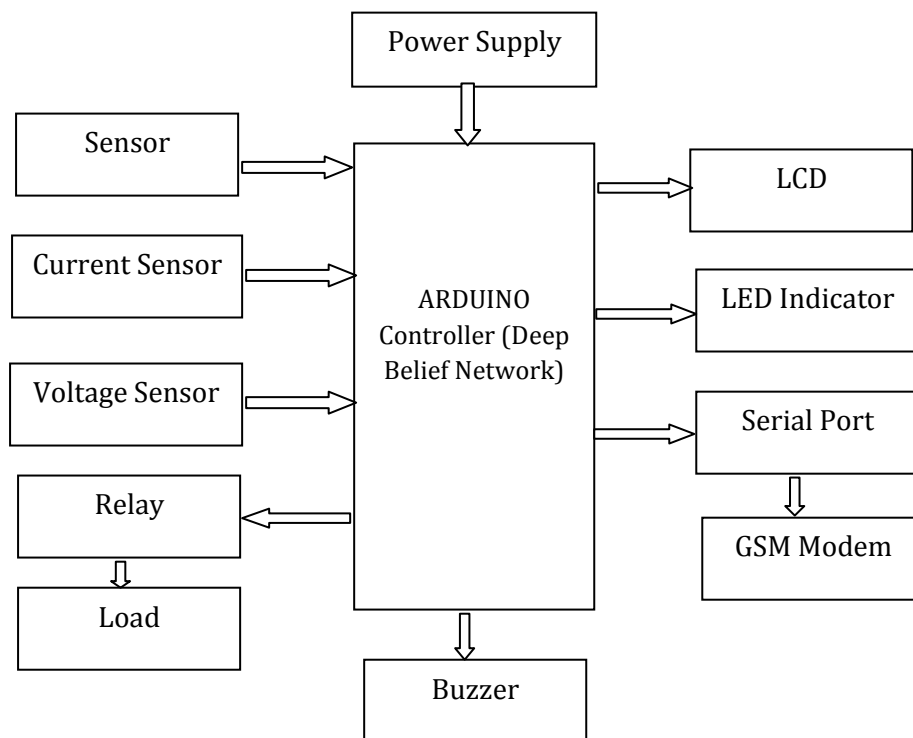 Power Supply
Sensor
LCD
Current Sensor
LED Indicator
ARDUINO
Controller (Deep
Belief Network)
Voltage Sensor
Serial Port
Relay
GSM Modem
Load
Buzzer